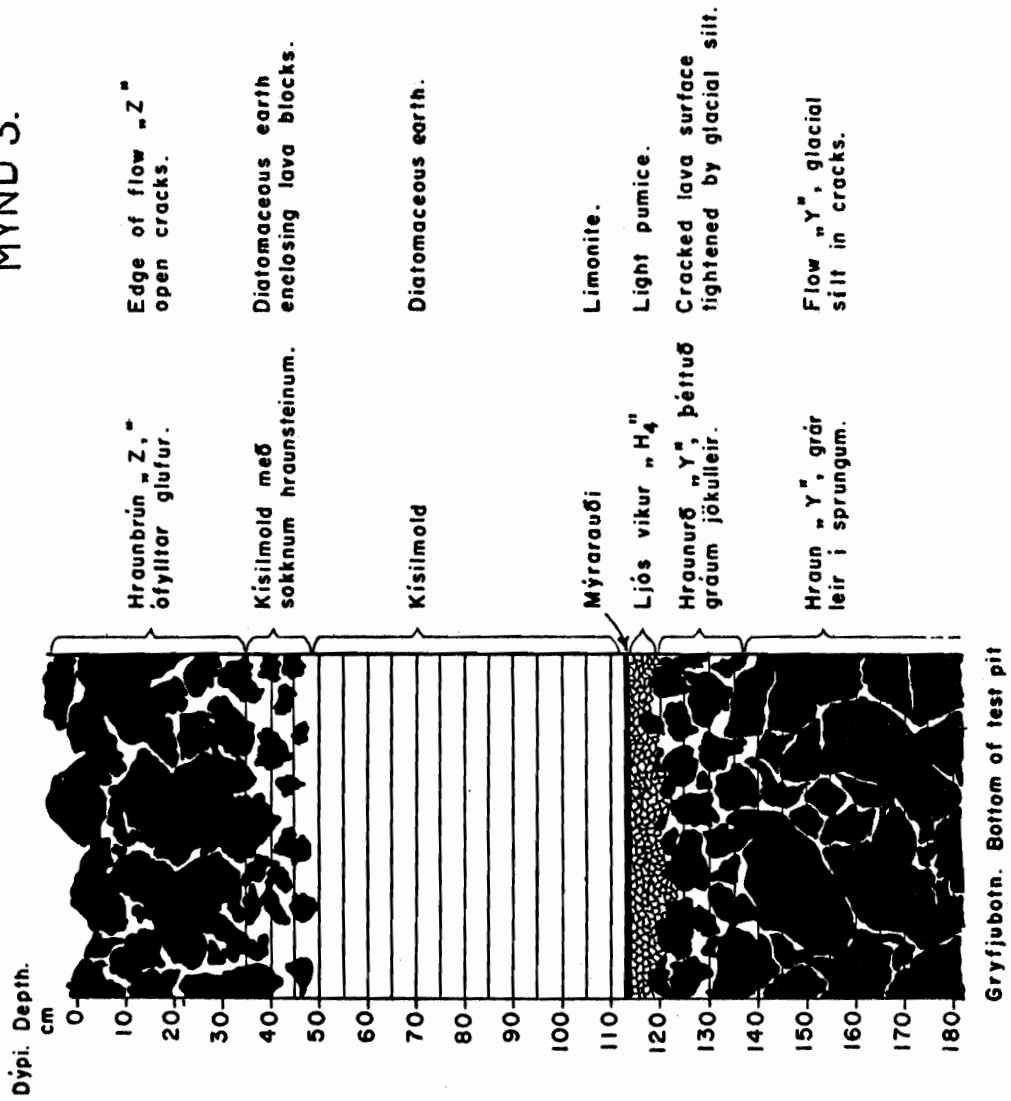 MYND 3.
Dýpi. Depth.
cm
0
10
20
30
40
50
60
70
80
90
100
110
120
130
140
150
160
170
180
Hraunbrún „Z,"
ófylltar glufur.
Edge of flow „Z"
open cracks.
Kísilmold með
sokknum hraunsteinum.
Diatomaceous earth
enclosing lava blocks.
Kísilmold
Diatomaceous earth.
Mýrarauði
Limonite.
Ljós vikur „H4"
Light pumice.
Hraunurð „Y", þéttuð
gráum jökulleir.
Cracked lava surface
tightened by glacial silt.
Hraun „Y", grár
leir í sprungum.
Flow „Y", glacial
silt in cracks.
Gryfjubotn. Bottom of test pit